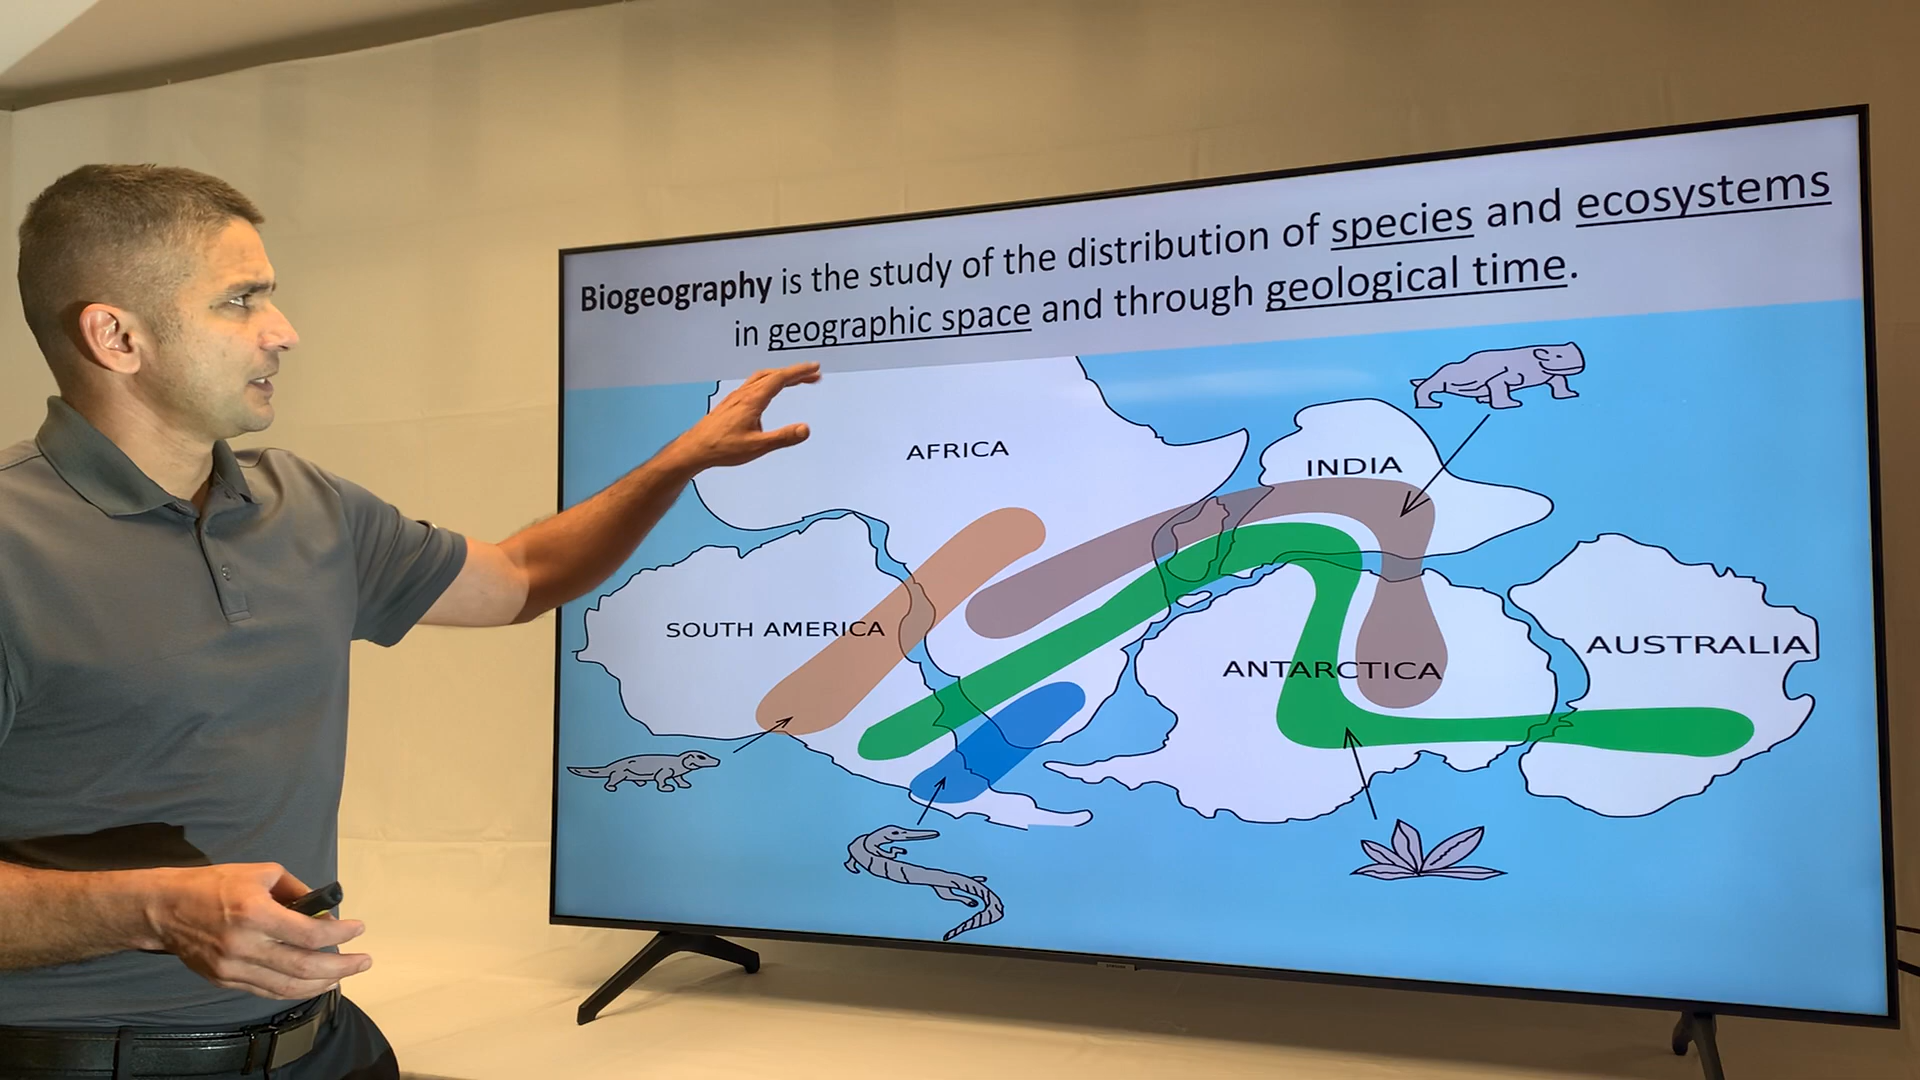 Biogeography is the study of the distribution of species and ecosystems
in geographic space and through geological time.
AFRICA
INDIA
SOUTH AMERICA
ANTARCTICA
AUSTRALIA